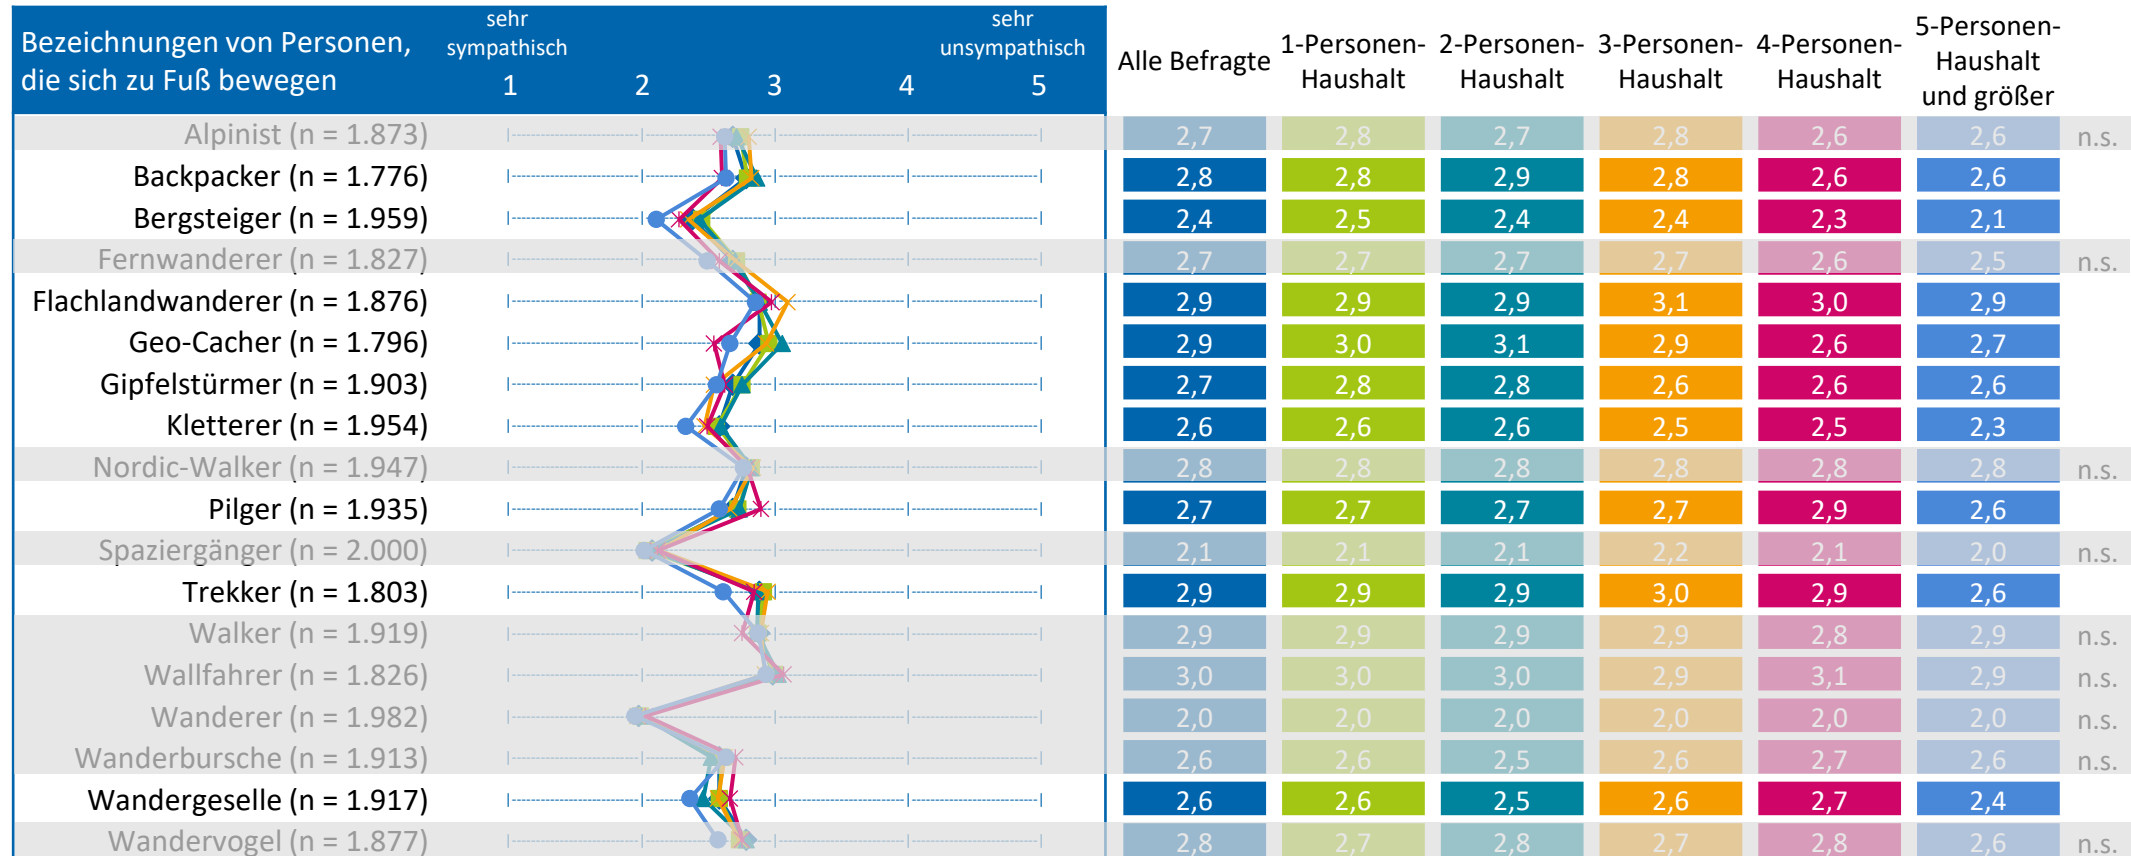 Bezeichnungen von Personen,
die sich zu Fuß bewegen
sehr
sympathisch
sehr
unsympathisch
1 2 3 4 5
Alle Befragte
1-Personen-
Haushalt
2-Personen-
Haushalt
3-Personen-
Haushalt
4-Personen-
Haushalt
5-Personen-
Haushalt
und größer
Alpinist (n = 1.873) 2,7 2,8 2,7 2,8 2,6 2,6 n.s.
Backpacker (n = 1.776) 2,8 2,8 2,9 2,8 2,6 2,6
Bergsteiger (n = 1.959) 2,4 2,5 2,4 2,4 2,3 2,1
Fernwanderer (n = 1.827) 2,7 2,7 2,7 2,7 2,6 2,5 n.s.
Flachlandwanderer (n = 1.876) 2,9 2,9 2,9 3,1 3,0 2,9
Geo-Cacher (n = 1.796) 2,9 3,0 3,1 2,9 2,6 2,7
Gipfelstürmer (n = 1.903) 2,7 2,8 2,8 2,6 2,6 2,6
Kletterer (n = 1.954) 2,6 2,6 2,6 2,5 2,5 2,3
Nordic-Walker (n = 1.947) 2,8 2,8 2,8 2,8 2,8 2,8 n.s.
Pilger (n = 1.935) 2,7 2,7 2,7 2,7 2,9 2,6
Spaziergänger (n = 2.000) 2,1 2,1 2,1 2,2 2,1 2,0 n.s.
Trekker (n = 1.803) 2,9 2,9 2,9 3,0 2,9 2,6
Walker (n = 1.919) 2,9 2,9 2,9 2,9 2,8 2,9 n.s.
Wallfahrer (n = 1.826) 3,0 3,0 3,0 2,9 3,1 2,9 n.s.
Wanderer (n = 1.982) 2,0 2,0 2,0 2,0 2,0 2,0 n.s.
Wanderbursche (n = 1.913) 2,6 2,6 2,5 2,6 2,7 2,6 n.s.
Wandergeselle (n = 1.917) 2,6 2,6 2,5 2,6 2,7 2,4
Wandervogel (n = 1.877) 2,8 2,7 2,8 2,7 2,8 2,6 n.s.